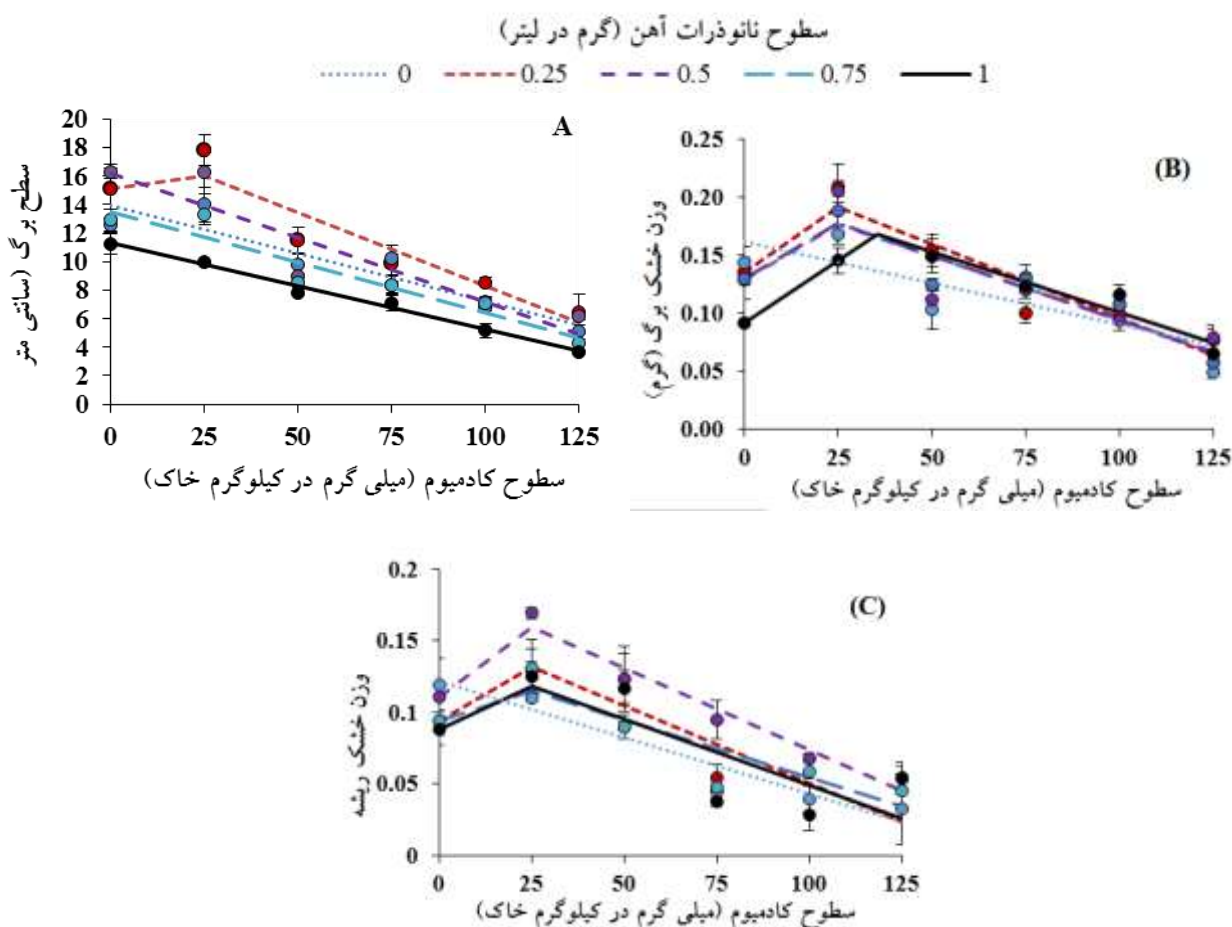 سطوح نانوذرات آهن (گرم در لیتر)
0 0.25 0.5 0.75 1
A
سطح برگ (سانتی متر
20
18
16
14
12
10
8
6
4
2
0
0 25 50 75 100 125
سطوح کادمیوم (میلی گرم در کیلوگرم خاک)
(B)
وزن خشک برگ (گرم)
0.25
0.20
0.15
0.10
0.05
0.00
0 25 50 75 100 125
سطوح کادمیوم (میلی گرم در کیلوگرم خاک)
(C)
وزن خشک ریشه
0.2
0.15
0.1
0.05
0
0 25 50 75 100 125
سطوح کادمیوم (میلی گرم در کیلوگرم خاک)